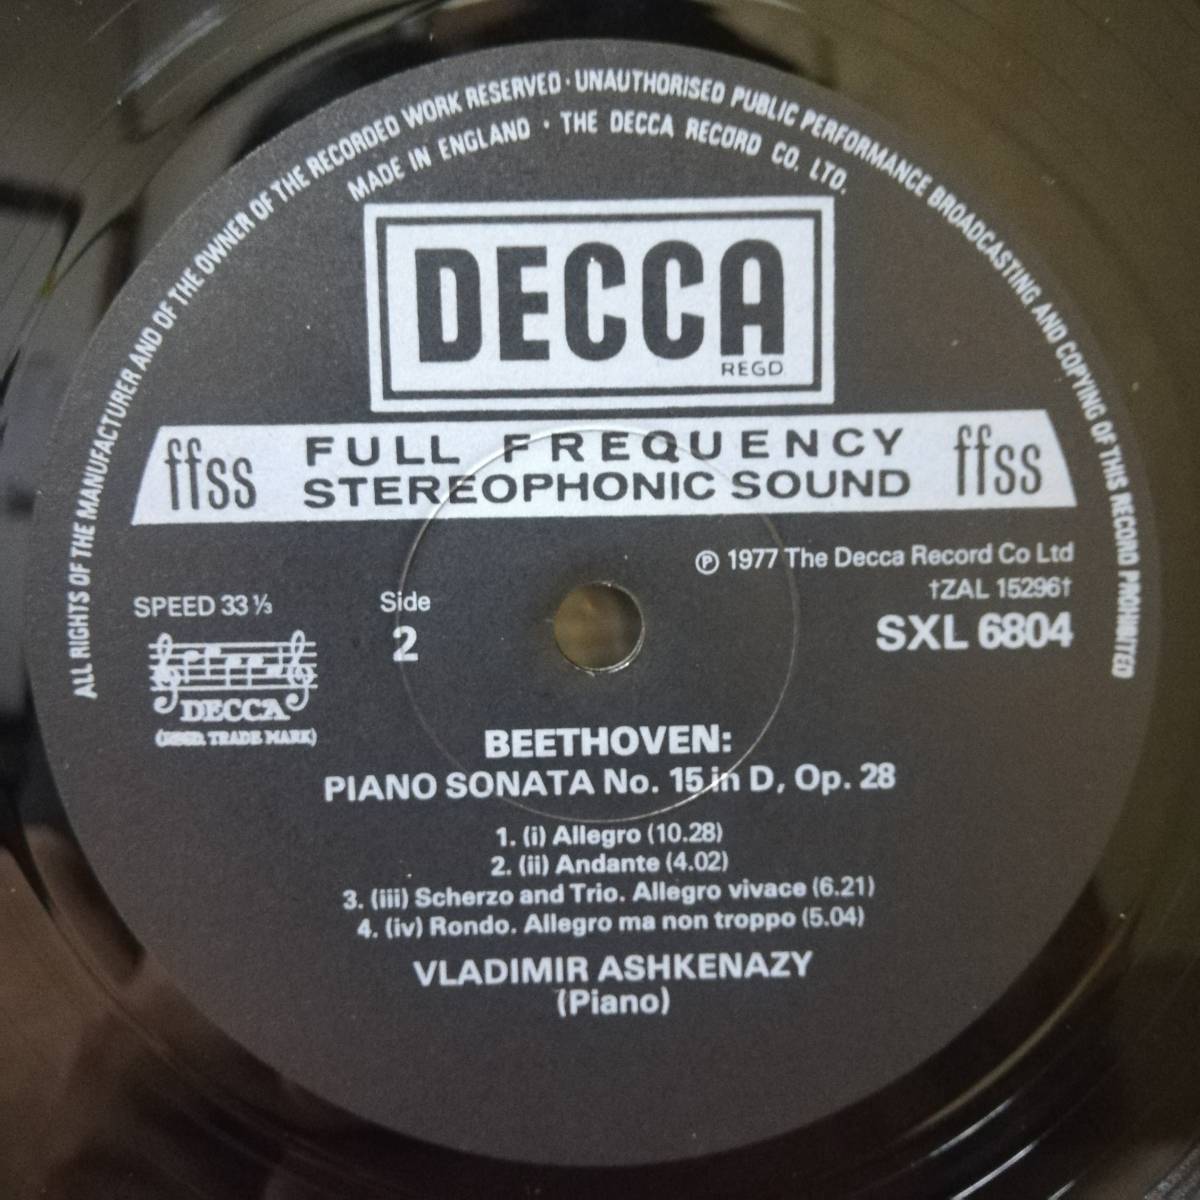 ALL RIGHTS OF THE MANUFACTURER AND OF THE OWNER OF THE RECORDED WORK RESERVED · UNAUTHORISED PUBLIC PERFORMANCE BROADCASTING AND COPYING OF THIS RECORD PROHIBITED
MADE IN ENGLAND · THE DECCA RECORD CO. LTD.
DECCA
REGD
ffss FULL FREQUENCY ffss
STEREOPHONIC SOUND
℗ 1977 The Decca Record Co Ltd
†ZAL 15296†
SPEED 33⅓ Side
2 SXL 6804
DECCA
(REGD. TRADE MARK)
BEETHOVEN:
PIANO SONATA No. 15 in D, Op. 28
1. (i) Allegro (10.28)
2. (ii) Andante (4.02)
3. (iii) Scherzo and Trio. Allegro vivace (6.21)
4. (iv) Rondo. Allegro ma non troppo (5.04)
VLADIMIR ASHKENAZY
(Piano)